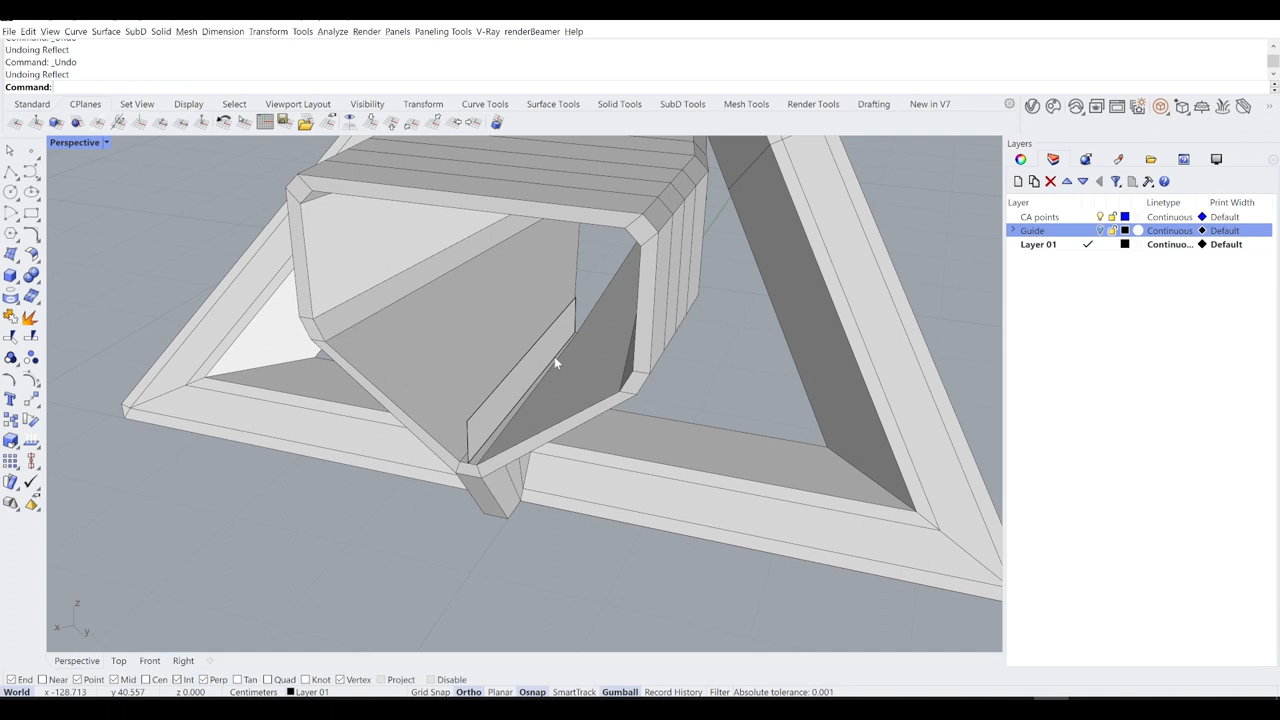 File Edit View Curve Surface SubD Solid Mesh Dimension Transform Tools Analyze Render Panels Paneling Tools V-Ray renderBeamer Help
Undoing Reflect
Command: _Undo
Undoing Reflect
Command:
Standard CPlanes Set View Display Select Viewport Layout Visibility Transform Curve Tools Surface Tools Solid Tools SubD Tools Mesh Tools Render Tools Drafting New in V7
Perspective
Layers
Layer Linetype Print Width
CA points Continuous Default
Guide Continuous Default
Layer 01 Continuo... Default
z
x y
Perspective Top Front Right
End Near Point Mid Cen Int Perp Tan Quad Knot Vertex Project Disable
World x -128.713 y 40.557 z 0.000 Centimeters Layer 01 Grid Snap Ortho Planar Osnap SmartTrack Gumball Record History Filter Absolute tolerance: 0.001